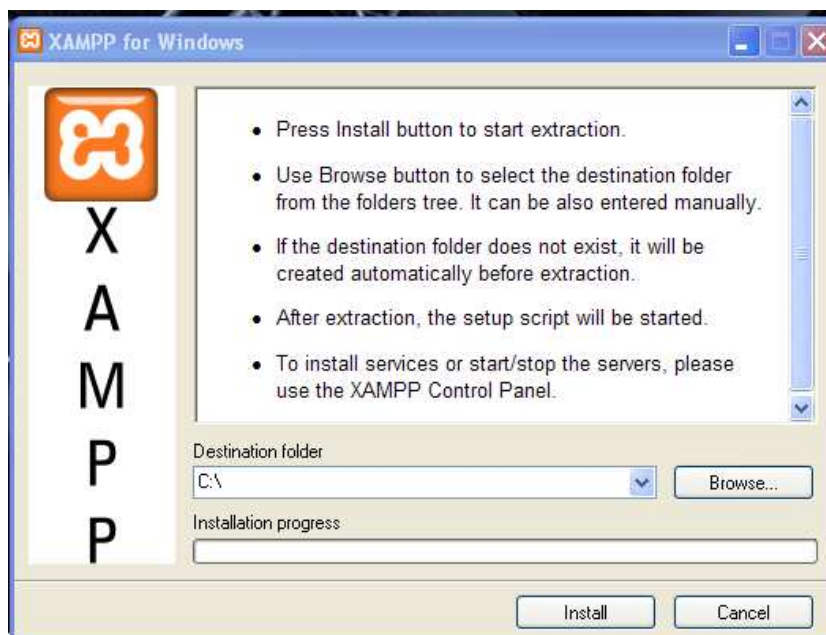 XAMPP for Windows
X
A
M
P
P
Press Install button to start extraction.
Use Browse button to select the destination folder
from the folders tree. It can be also entered manually.
If the destination folder does not exist, it will be
created automatically before extraction.
After extraction, the setup script will be started.
To install services or start/stop the servers, please
use the XAMPP Control Panel.
Destination folder
C:\
Browse...
Installation progress
Install
Cancel